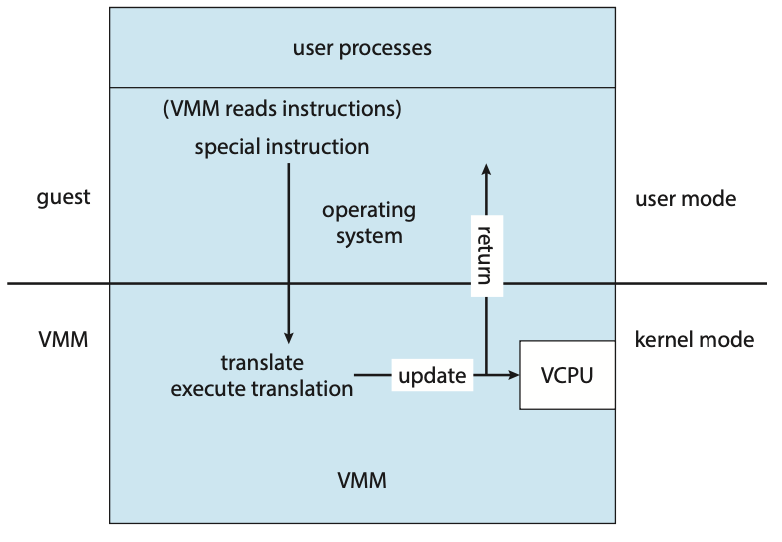 user processes
(VMM reads instructions)
special instruction
guest
operating
system
user mode
return
VMM
kernel mode
translate
execute translation
update
VCPU
VMM